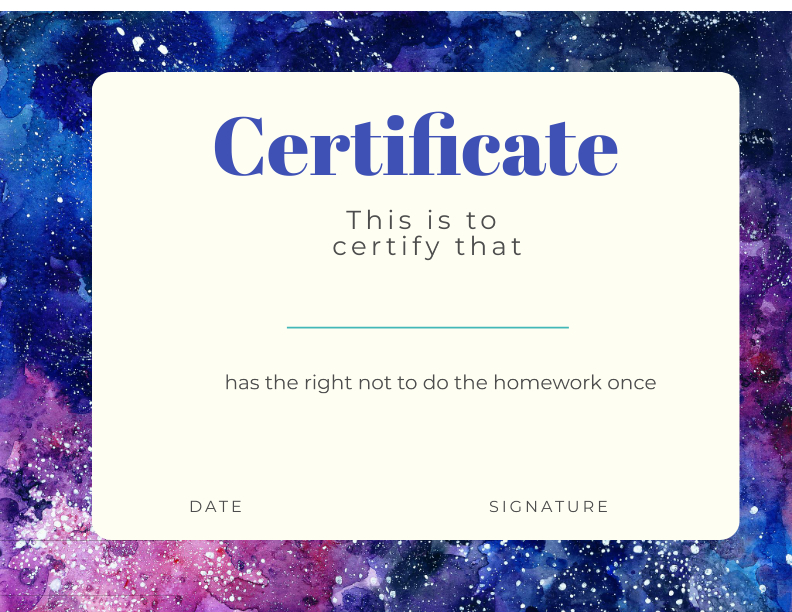 Certificate
This is to
certify that
has the right not to do the homework once
DATE
SIGNATURE